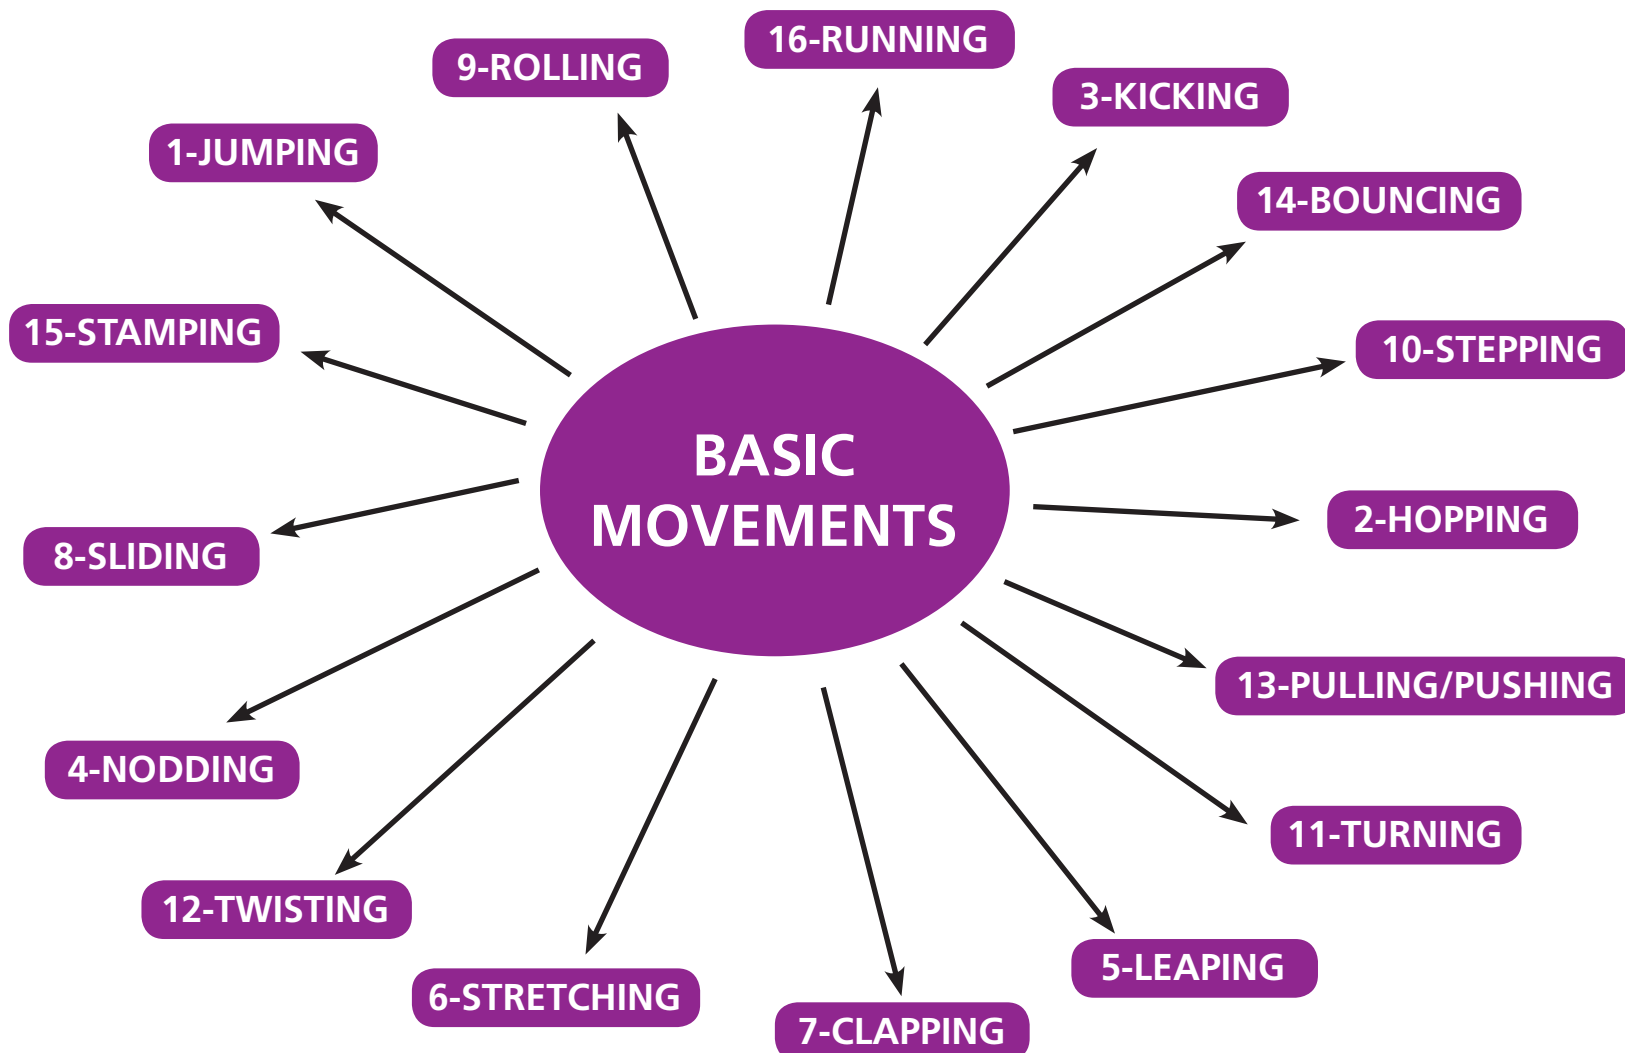 16-RUNNING
9-ROLLING
3-KICKING
1-JUMPING
14-BOUNCING
15-STAMPING
10-STEPPING
BASIC
MOVEMENTS
2-HOPPING
8-SLIDING
13-PULLING/PUSHING
4-NODDING
11-TURNING
12-TWISTING
5-LEAPING
6-STRETCHING
7-CLAPPING